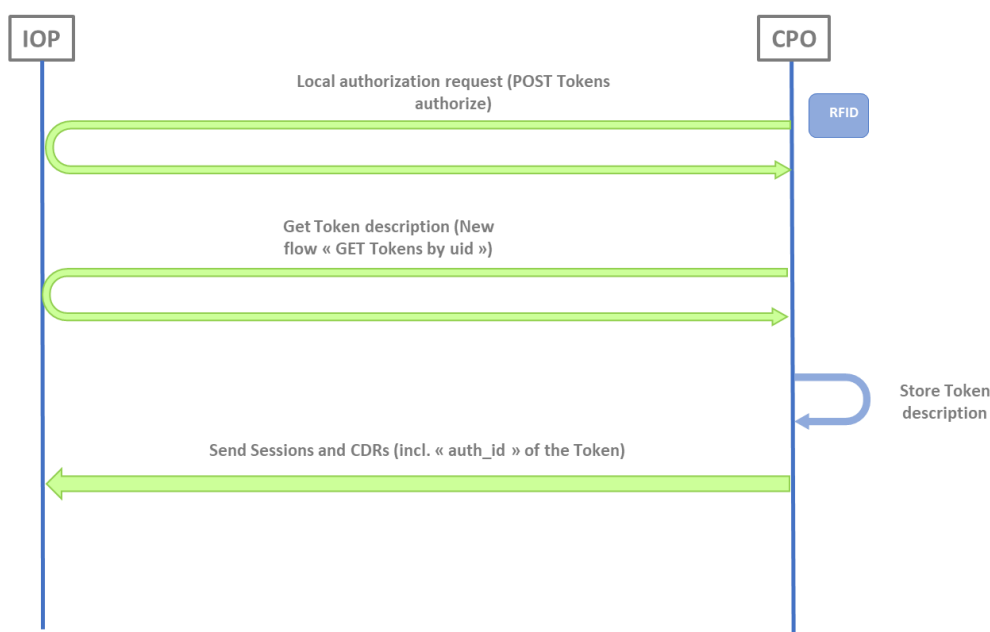 IOP
CPO
Local authorization request (POST Tokens
authorize)
RFID
Get Token description (New
flow « GET Tokens by uid »)
Store Token
description
Send Sessions and CDRs (incl. « auth_id » of the Token)